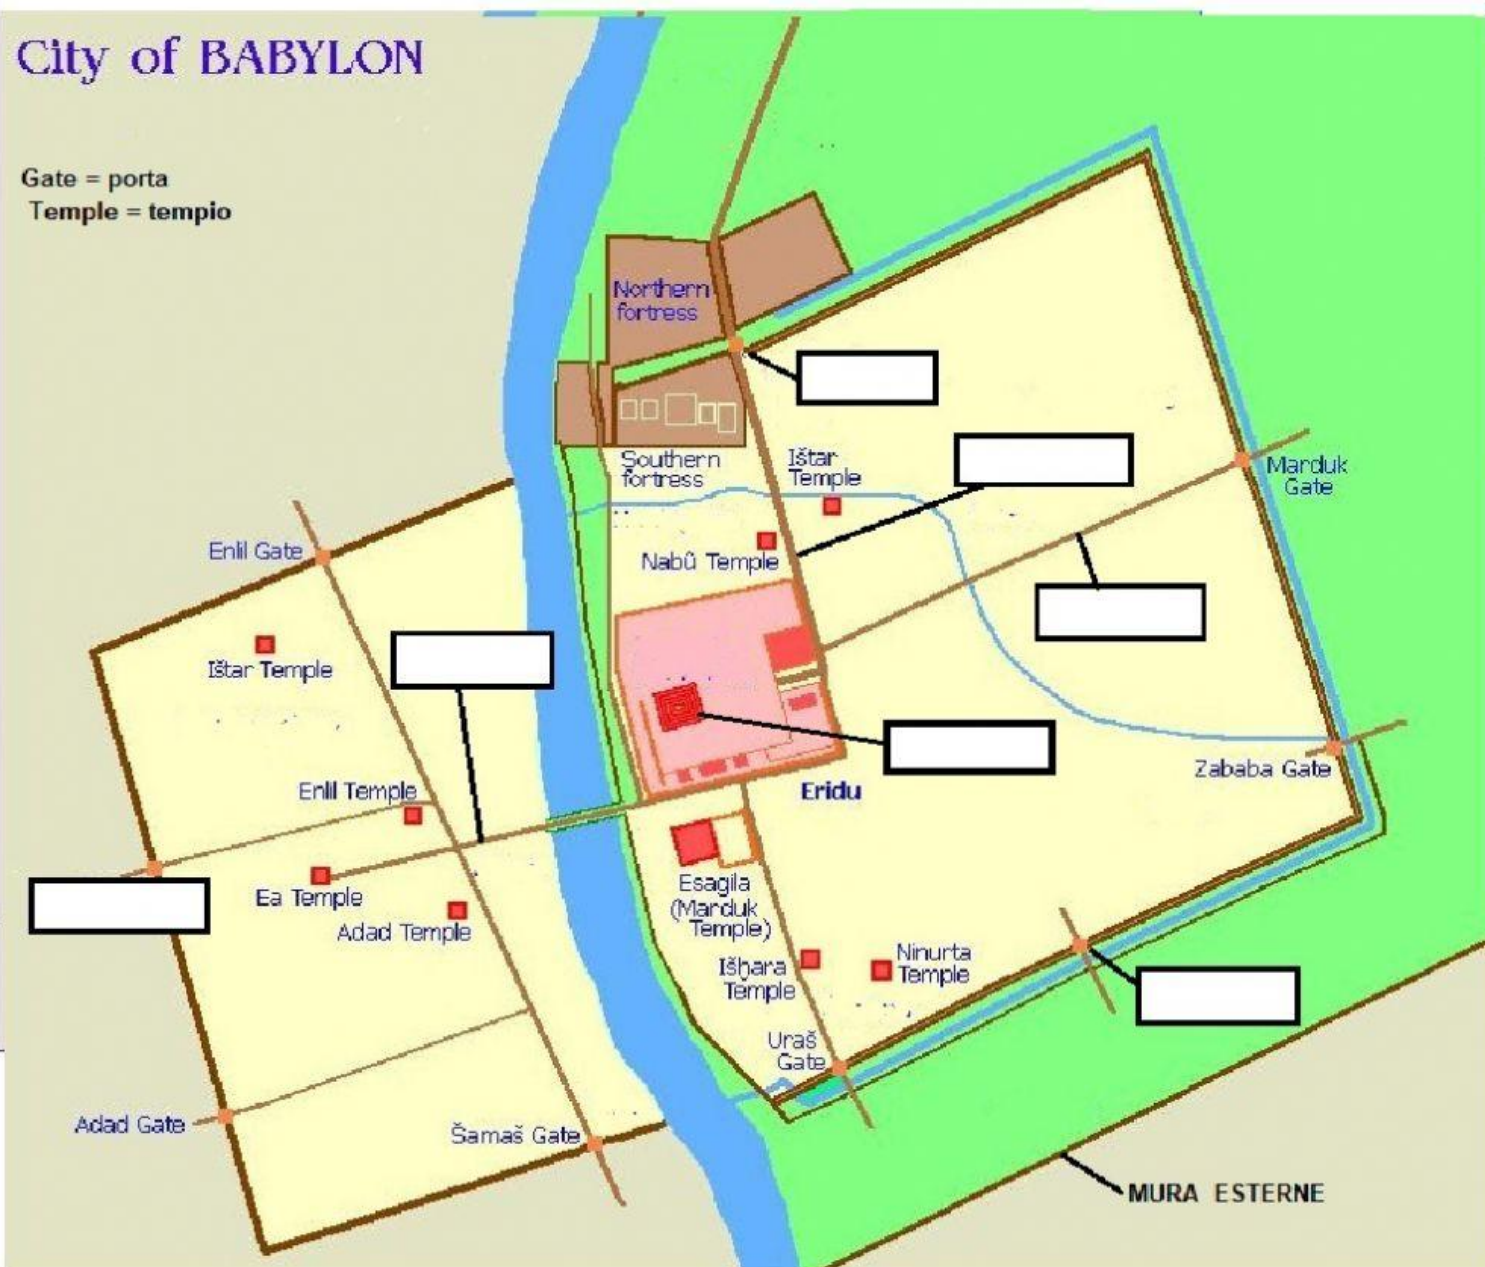 City of BABYLON
Gate = porta
Temple = tempio
Northern
fortress
Southern
fortress
Ištar
Temple
Marduk
Gate
Enlil Gate
Nabû Temple
Ištar Temple
Zababa Gate
Enlil Temple
Eridu
Ea Temple
Adad Temple
Esagila
(Marduk
Temple)
Išḫara
Temple
Ninurta
Temple
Uraš
Gate
Adad Gate
Šamaš Gate
MURA ESTERNE